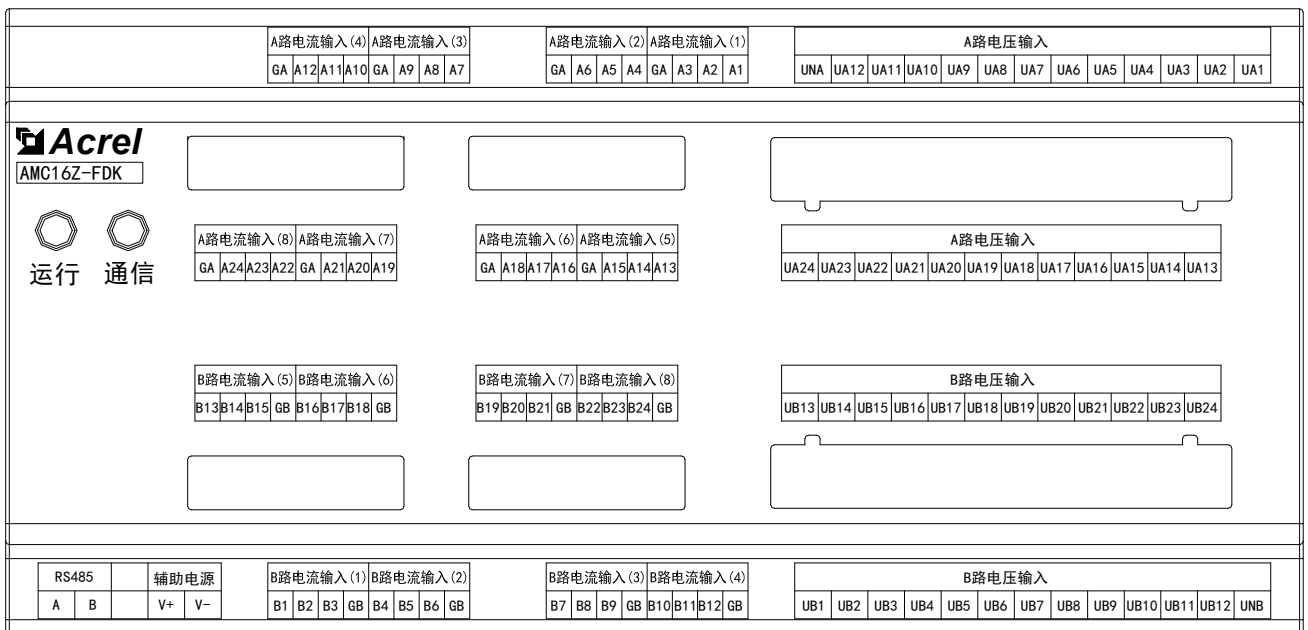 A路电流输入(4) A路电流输入(3) A路电流输入(2) A路电流输入(1) A路电压输入
GA A12 A11 A10 GA A9 A8 A7 GA A6 A5 A4 GA A3 A2 A1 UNA UA12 UA11 UA10 UA9 UA8 UA7 UA6 UA5 UA4 UA3 UA2 UA1
Acrel
AMC16Z-FDK
运行 通信
A路电流输入(8) A路电流输入(7) A路电流输入(6) A路电流输入(5) A路电压输入
GA A24 A23 A22 GA A21 A20 A19 GA A18 A17 A16 GA A15 A14 A13 UA24 UA23 UA22 UA21 UA20 UA19 UA18 UA17 UA16 UA15 UA14 UA13
B路电流输入(5) B路电流输入(6) B路电流输入(7) B路电流输入(8) B路电压输入
B13 B14 B15 GB B16 B17 B18 GB B19 B20 B21 GB B22 B23 B24 GB UB13 UB14 UB15 UB16 UB17 UB18 UB19 UB20 UB21 UB22 UB23 UB24
RS485 辅助电源 B路电流输入(1) B路电流输入(2) B路电流输入(3) B路电流输入(4) B路电压输入
A B V+ V- B1 B2 B3 GB B4 B5 B6 GB B7 B8 B9 GB B10 B11 B12 GB UB1 UB2 UB3 UB4 UB5 UB6 UB7 UB8 UB9 UB10 UB11 UB12 UNB